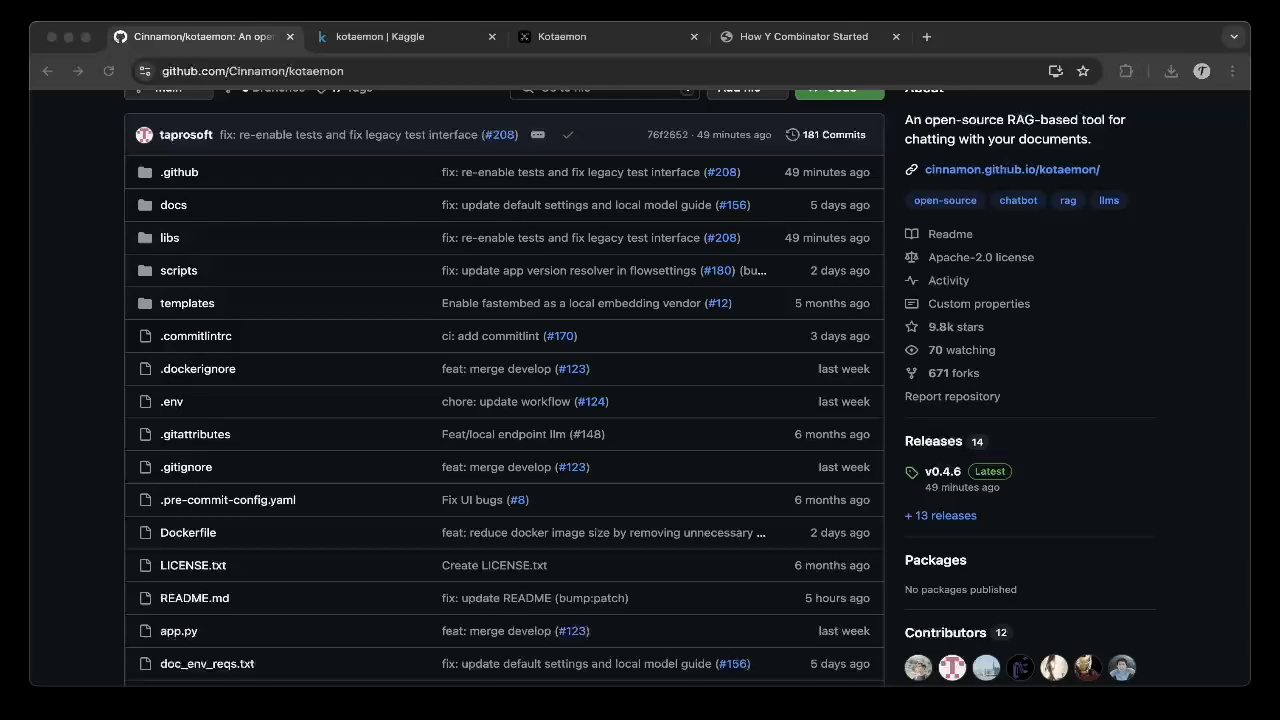 Cinnamon/kotaemon: An ope
kotaemon | Kaggle
Kotaemon
How Y Combinator Started
github.com/Cinnamon/kotaemon
About
An open-source RAG-based tool for
chatting with your documents.
cinnamon.github.io/kotaemon/
open-source chatbot rag llms
Readme
Apache-2.0 license
Activity
Custom properties
9.8k stars
70 watching
671 forks
Report repository
Releases 14
v0.4.6 Latest
49 minutes ago
+ 13 releases
Packages
No packages published
Contributors 12
taprosoft fix: re-enable tests and fix legacy test interface (#208) 76f2652 · 49 minutes ago 181 Commits
.github fix: re-enable tests and fix legacy test interface (#208) 49 minutes ago
docs fix: update default settings and local model guide (#156) 5 days ago
libs fix: re-enable tests and fix legacy test interface (#208) 49 minutes ago
scripts fix: update app version resolver in flowsettings (#180) (bu... 2 days ago
templates Enable fastembed as a local embedding vendor (#12) 5 months ago
.commitlintrc ci: add commitlint (#170) 3 days ago
.dockerignore feat: merge develop (#123) last week
.env chore: update workflow (#124) last week
.gitattributes Feat/local endpoint llm (#148) 6 months ago
.gitignore feat: merge develop (#123) last week
.pre-commit-config.yaml Fix UI bugs (#8) 6 months ago
Dockerfile feat: reduce docker image size by removing unnecessary ... 2 days ago
LICENSE.txt Create LICENSE.txt 6 months ago
README.md fix: update README (bump:patch) 5 hours ago
app.py feat: merge develop (#123) last week
doc_env_reqs.txt fix: update default settings and local model guide (#156) 5 days ago